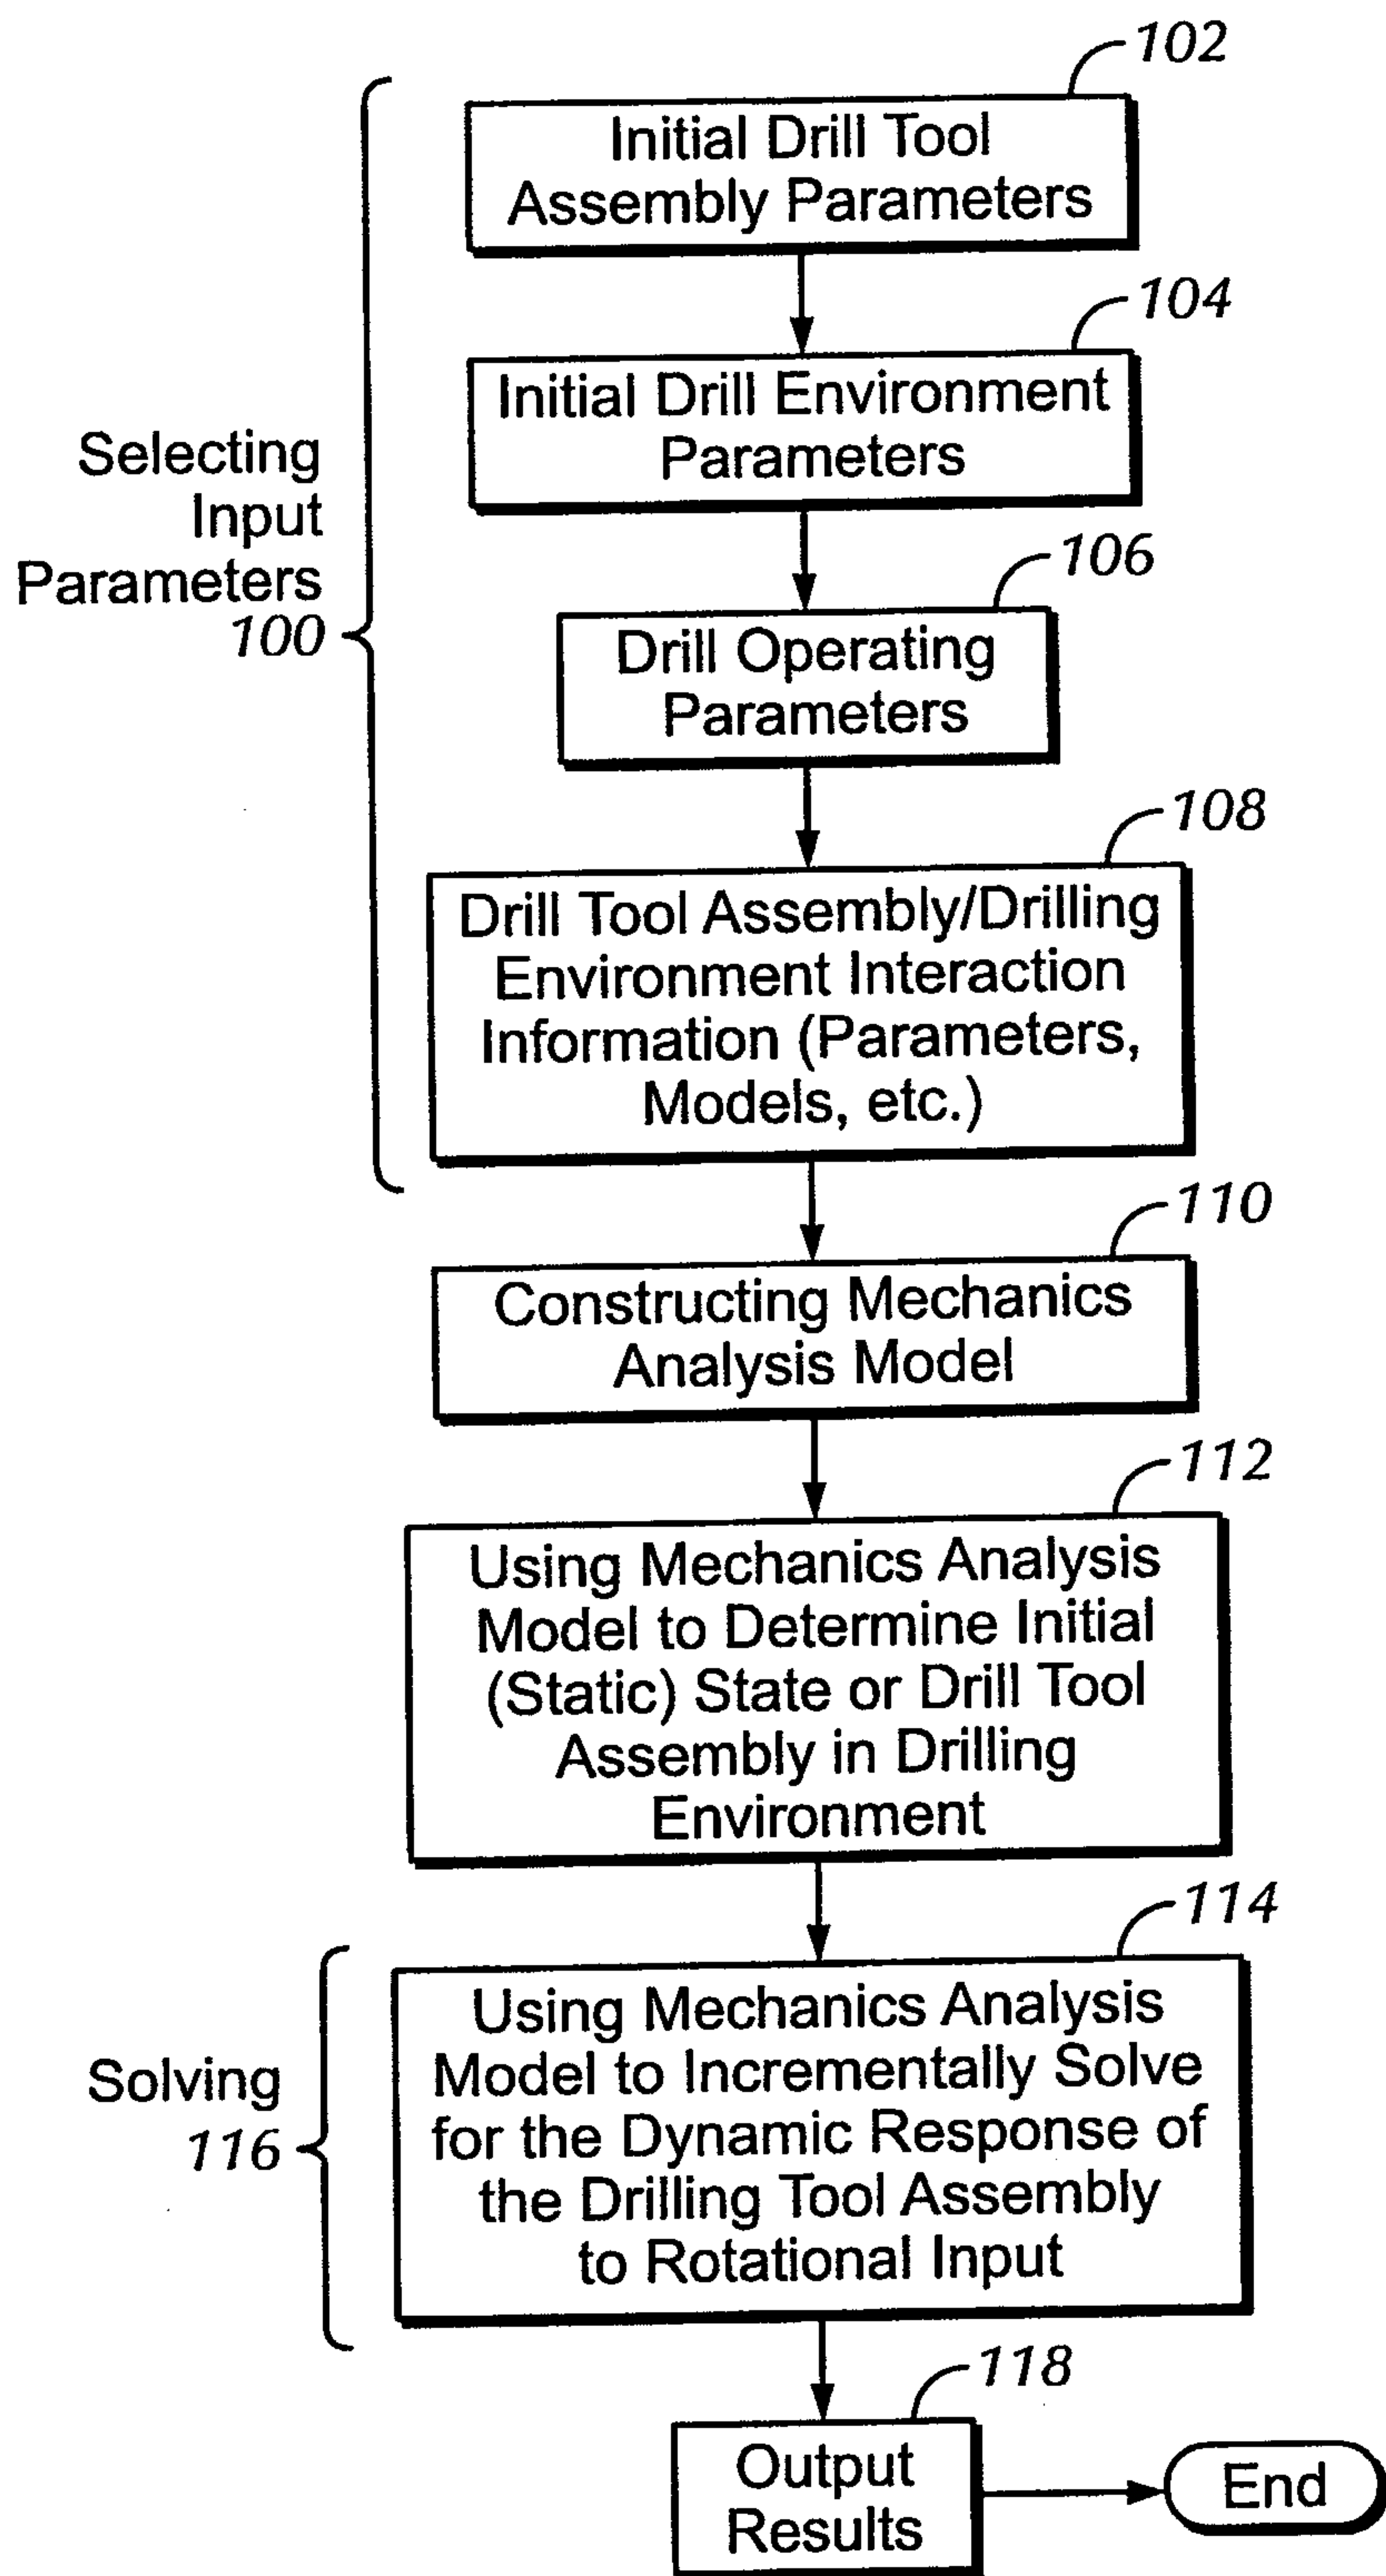 102
Initial Drill Tool
Assembly Parameters
104
Initial Drill Environment
Parameters
Selecting
Input
Parameters
100
106
Drill Operating
Parameters
108
Drill Tool Assembly/Drilling
Environment Interaction
Information (Parameters,
Models, etc.)
110
Constructing Mechanics
Analysis Model
112
Using Mechanics Analysis
Model to Determine Initial
(Static) State or Drill Tool
Assembly in Drilling
Environment
114
Using Mechanics Analysis
Model to Incrementally Solve
for the Dynamic Response of
the Drilling Tool Assembly
to Rotational Input
Solving
116
118
Output
Results
End